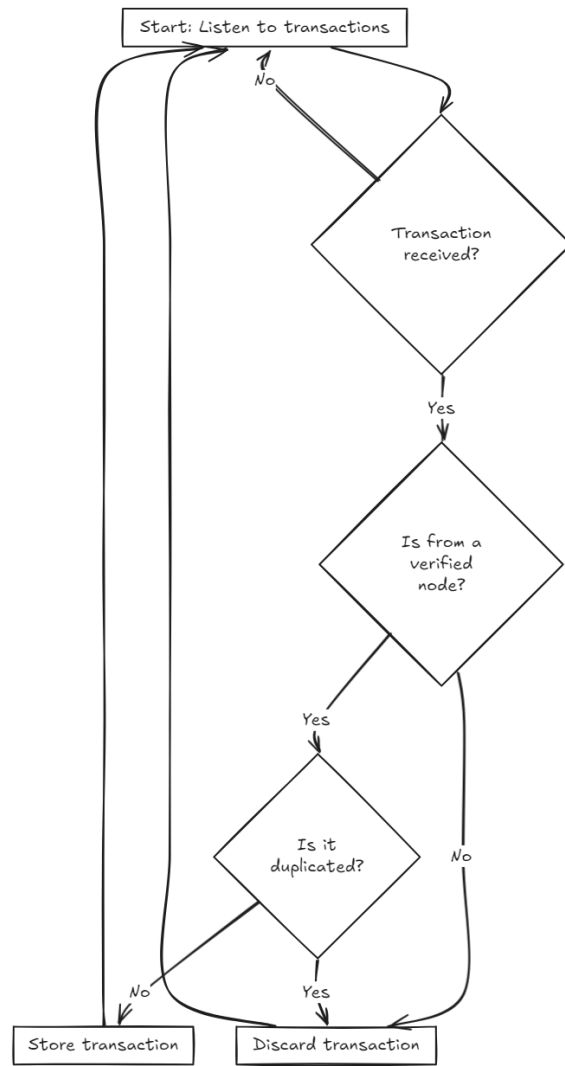 Start: Listen to transactions
No
Transaction
received?
Yes
Is from a
verified
node?
Yes
Is it
duplicated?
No
No
Yes
Store transaction
Discard transaction